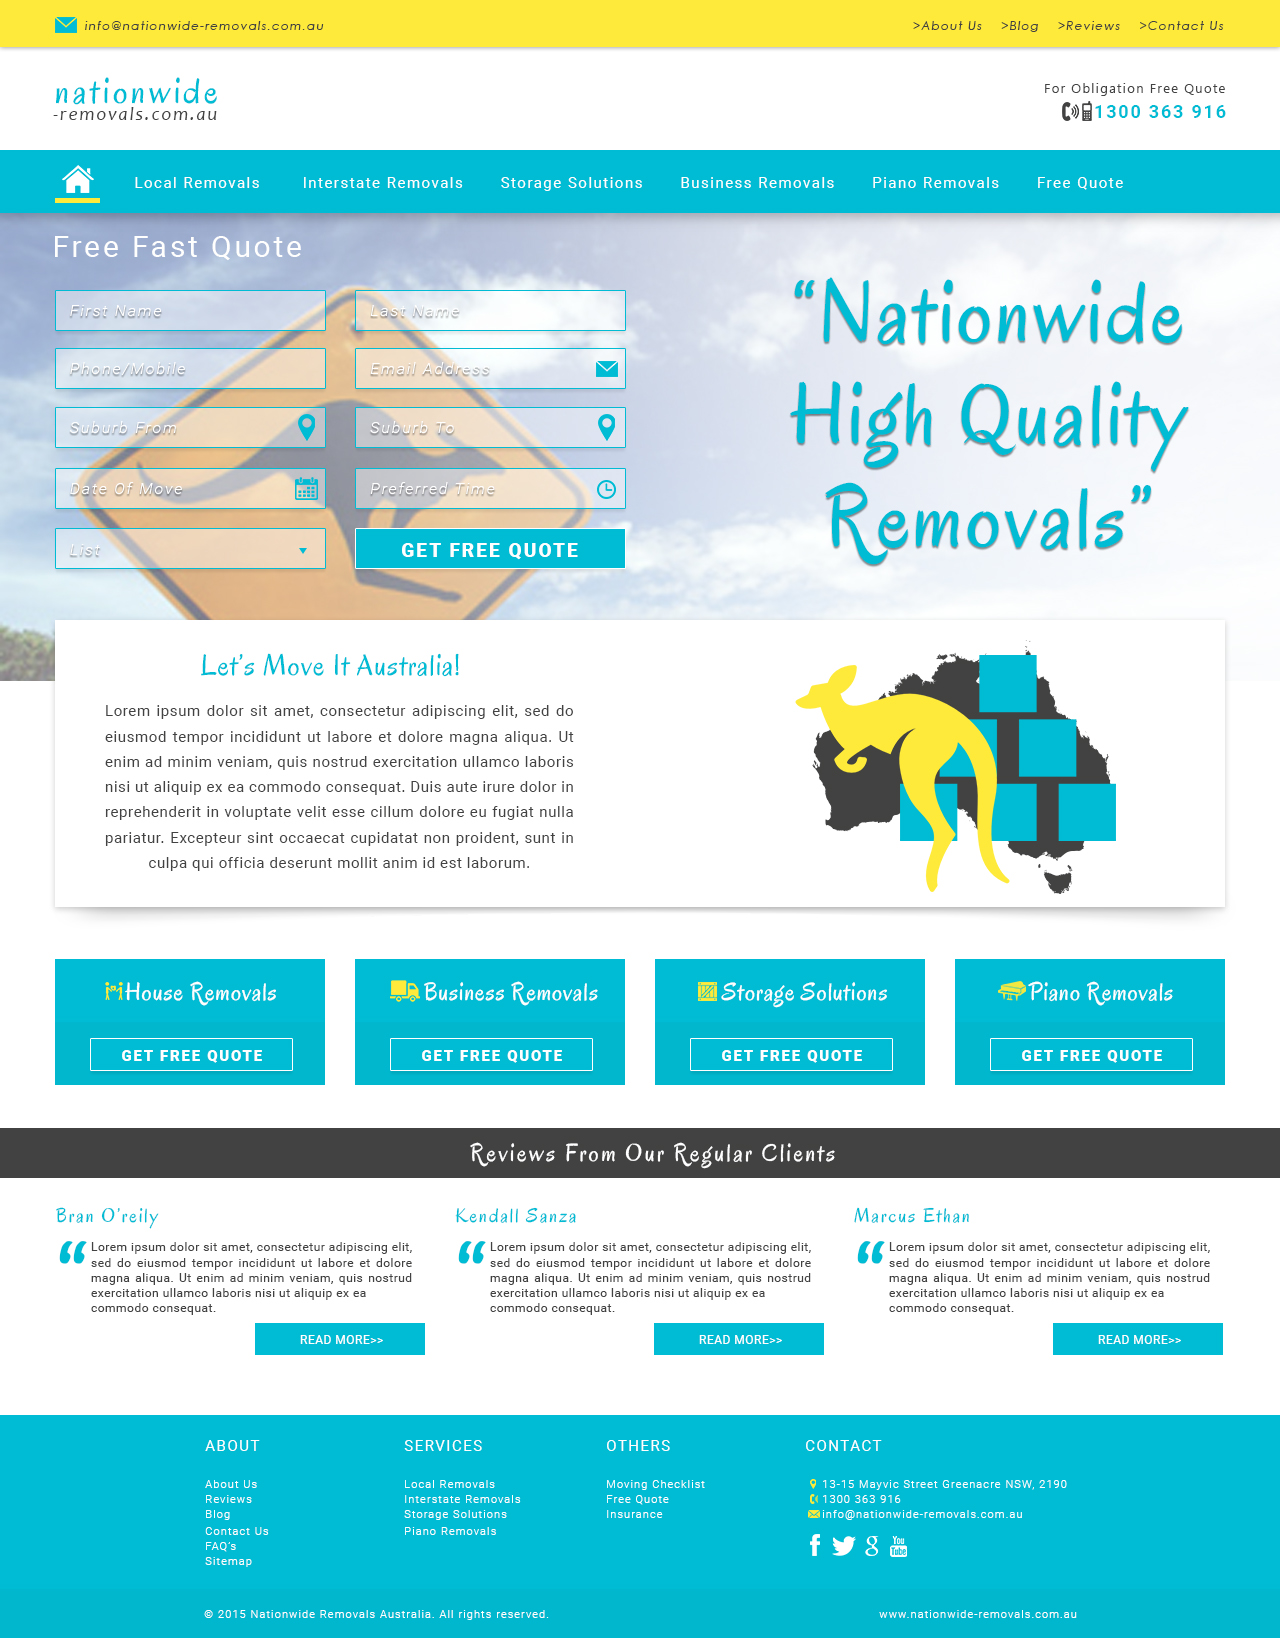 info@nationwide-removals.com.au
>About Us >Blog >Reviews >Contact Us
nationwide
-removals.com.au
For Obligation Free Quote
1300 363 916
Local Removals Interstate Removals Storage Solutions Business Removals Piano Removals Free Quote
Free Fast Quote
First Name Last Name
Phone/Mobile Email Address
Suburb From Suburb To
Date Of Move Preferred Time
List GET FREE QUOTE
“Nationwide
High Quality
Removals”
Let's Move It Australia!
Lorem ipsum dolor sit amet, consectetur adipiscing elit, sed do
eiusmod tempor incididunt ut labore et dolore magna aliqua. Ut
enim ad minim veniam, quis nostrud exercitation ullamco laboris
nisi ut aliquip ex ea commodo consequat. Duis aute irure dolor in
reprehenderit in voluptate velit esse cillum dolore eu fugiat nulla
pariatur. Excepteur sint occaecat cupidatat non proident, sunt in
culpa qui officia deserunt mollit anim id est laborum.
House Removals
GET FREE QUOTE
Business Removals
GET FREE QUOTE
Storage Solutions
GET FREE QUOTE
Piano Removals
GET FREE QUOTE
Reviews From Our Regular Clients
Bran O'reily
“
Lorem ipsum dolor sit amet, consectetur adipiscing elit,
sed do eiusmod tempor incididunt ut labore et dolore
magna aliqua. Ut enim ad minim veniam, quis nostrud
exercitation ullamco laboris nisi ut aliquip ex ea
commodo consequat.
READ MORE>>
Kendall Sanza
“
Lorem ipsum dolor sit amet, consectetur adipiscing elit,
sed do eiusmod tempor incididunt ut labore et dolore
magna aliqua. Ut enim ad minim veniam, quis nostrud
exercitation ullamco laboris nisi ut aliquip ex ea
commodo consequat.
READ MORE>>
Marcus Ethan
“
Lorem ipsum dolor sit amet, consectetur adipiscing elit,
sed do eiusmod tempor incididunt ut labore et dolore
magna aliqua. Ut enim ad minim veniam, quis nostrud
exercitation ullamco laboris nisi ut aliquip ex ea
commodo consequat.
READ MORE>>
ABOUT
About Us
Reviews
Blog
Contact Us
FAQ's
Sitemap
SERVICES
Local Removals
Interstate Removals
Storage Solutions
Piano Removals
OTHERS
Moving Checklist
Free Quote
Insurance
CONTACT
13-15 Mayvic Street Greenacre NSW, 2190
1300 363 916
info@nationwide-removals.com.au
You
Tube
© 2015 Nationwide Removals Australia. All rights reserved.
www.nationwide-removals.com.au